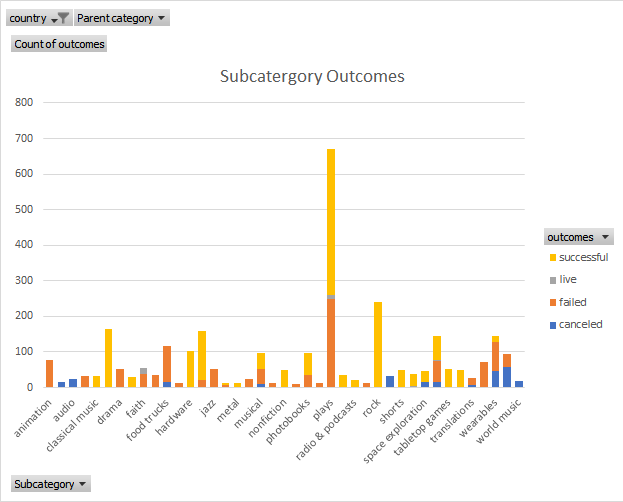 country Parent category
Count of outcomes
Subcatergory Outcomes
800
700
600
500
400
300
200
100
0
animation
audio
classical music
drama
faith
food trucks
hardware
jazz
metal
musical
nonfiction
photobooks
plays
radio & podcasts
rock
shorts
space exploration
tabletop games
translations
wearables
world music
outcomes
successful
live
failed
canceled
Subcategory